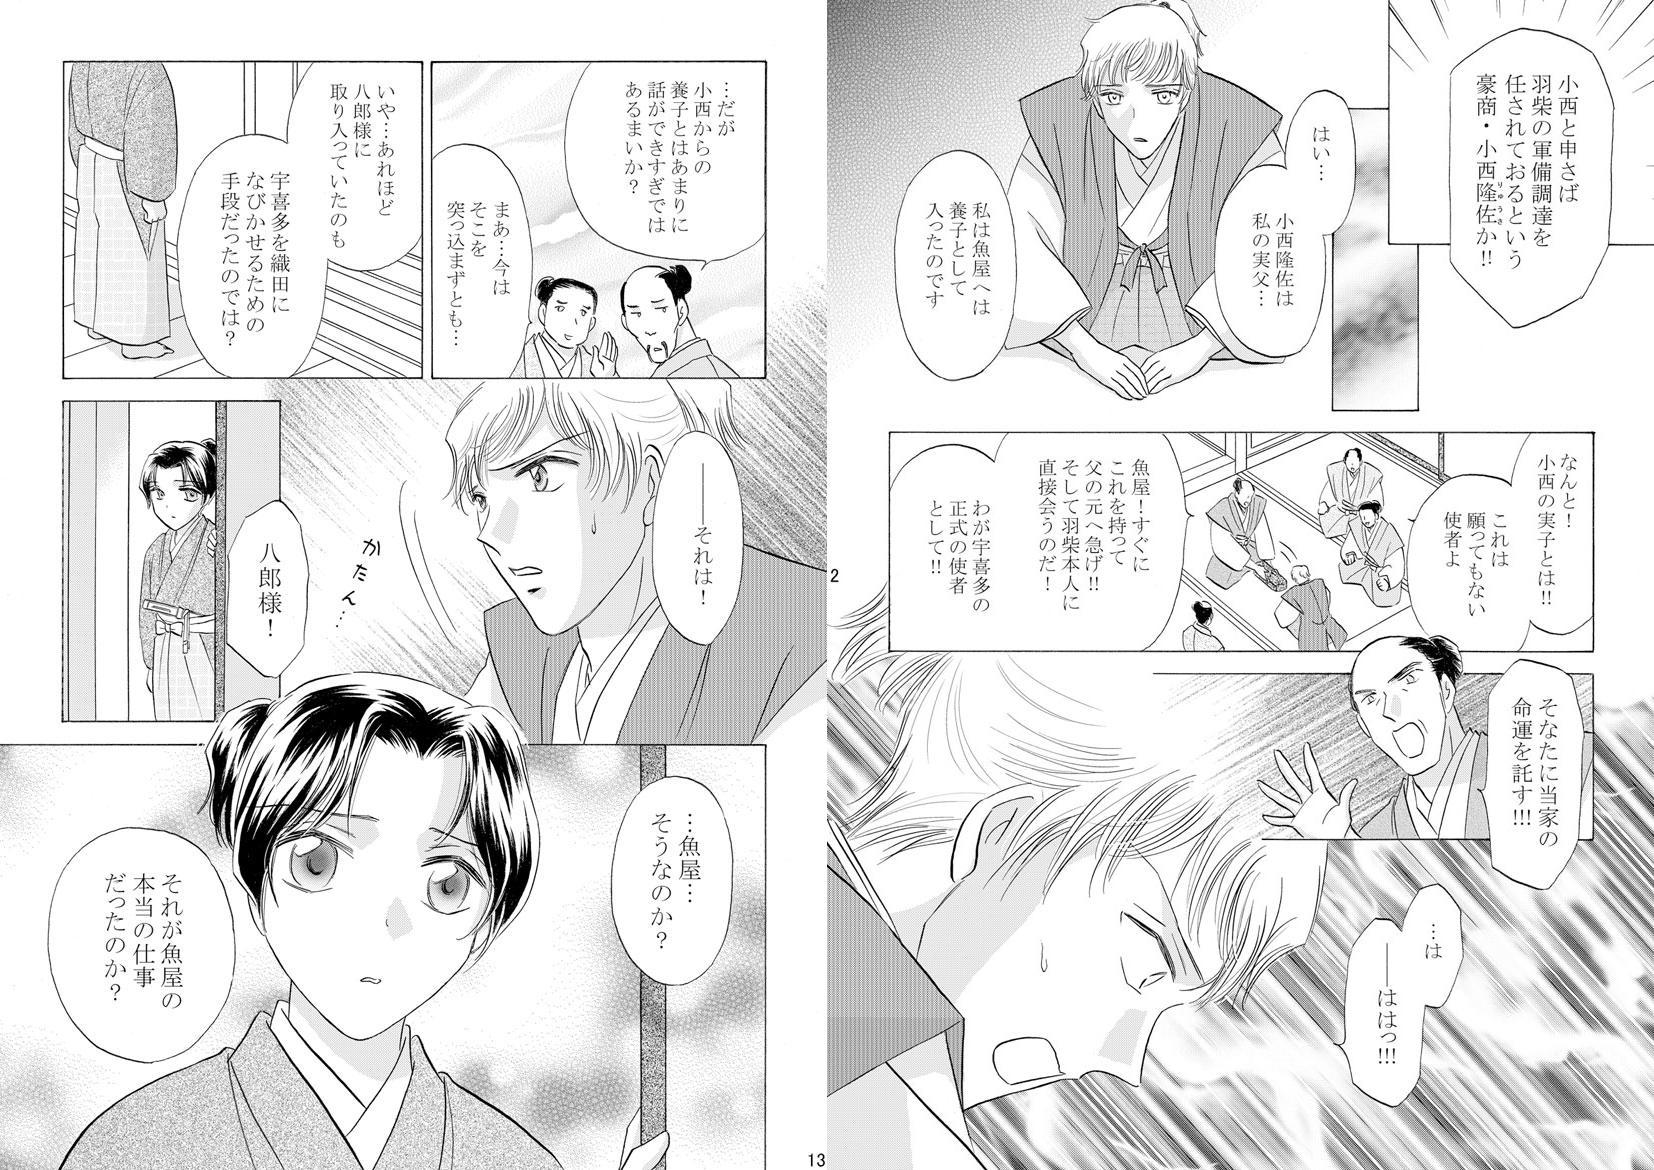 小西と申さば
羽柴の軍備調達を
任されておるという
豪商・小西隆佐か!!
りゅうさ
はい…
小西隆佐は
私の実父…
私は魚屋へは
養子として
入ったのです
なんと!
小西の実子とは!!
これは
願ってもない
使者よ
魚屋!すぐに
これを持って
父の元へ急げ!!
そして羽柴本人に
直接会うのだ!
わが宇喜多の
正式の使者
として!!
そなたに当家の
命運を託す!!!
…は
――ははっ!!!
2
…だが
小西からの
養子とはあまりに
話ができすぎでは
あるまいか?
まあ…今は
そこを
突っ込まずとも…
いや…あれほど
八郎様に
取り入っていたのも
宇喜多を織田に
なびかせるための
手段だったのでは?
――それは!
かたん…
八郎様!
…魚屋…
そうなのか?
それが魚屋の
本当の仕事
だったのか?
13